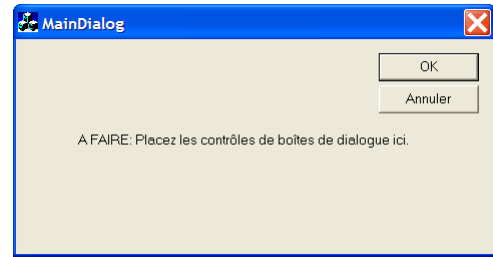 MainDialog
OK
Annuler
A FAIRE: Placez les contrôles de boîtes de dialogue ici.